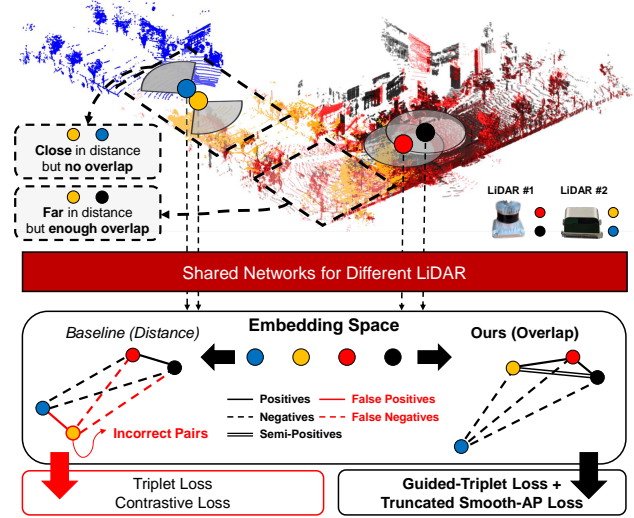 Close in distance
but no overlap
Far in distance
but enough overlap
LiDAR #1
LiDAR #2
Shared Networks for Different LiDAR
Baseline (Distance)
Embedding Space
Ours (Overlap)
Positives
False Positives
Negatives
False Negatives
Semi-Positives
Incorrect Pairs
Triplet Loss
Contrastive Loss
Guided-Triplet Loss +
Truncated Smooth-AP Loss